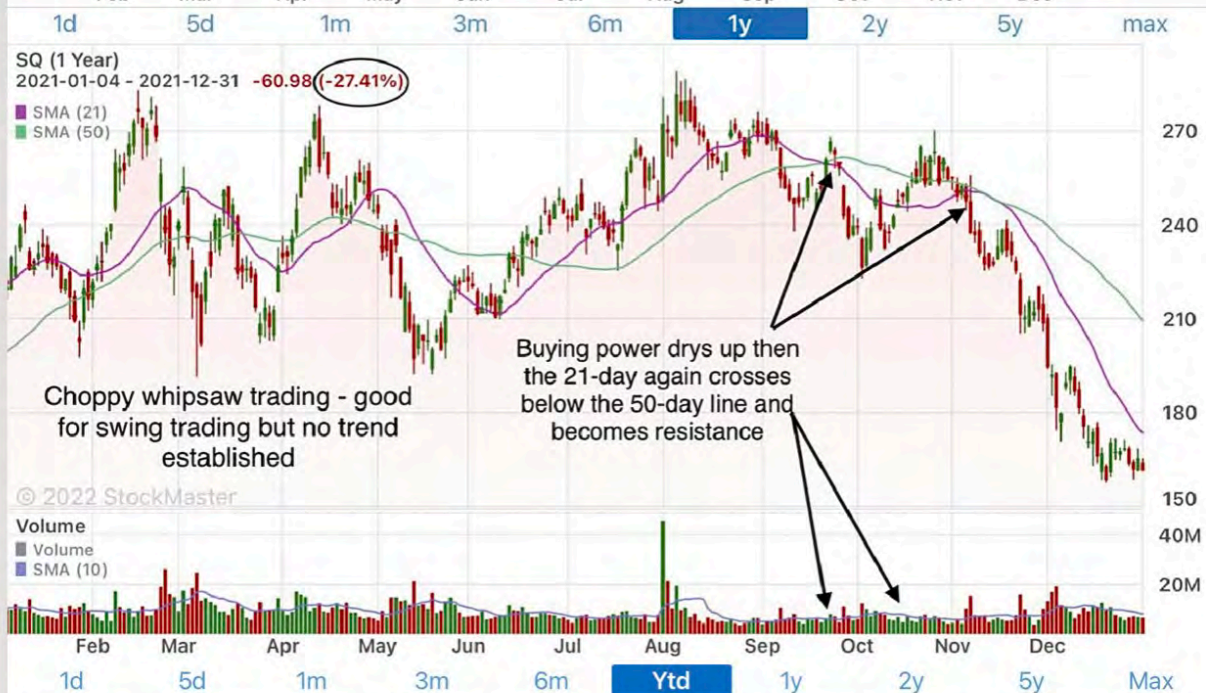 1d 5d 1m 3m 6m 1y 2y 5y max
SQ (1 Year)
2021-01-04 - 2021-12-31 -60.98 (-27.41%)
SMA (21)
SMA (50)
270
240
210
180
150
Choppy whipsaw trading - good
for swing trading but no trend
established
Buying power drys up then
the 21-day again crosses
below the 50-day line and
becomes resistance
© 2022 StockMaster
Volume
Volume
SMA (10)
40M
20M
Feb Mar Apr May Jun Jul Aug Sep Oct Nov Dec
1d 5d 1m 3m 6m Ytd 1y 2y 5y Max